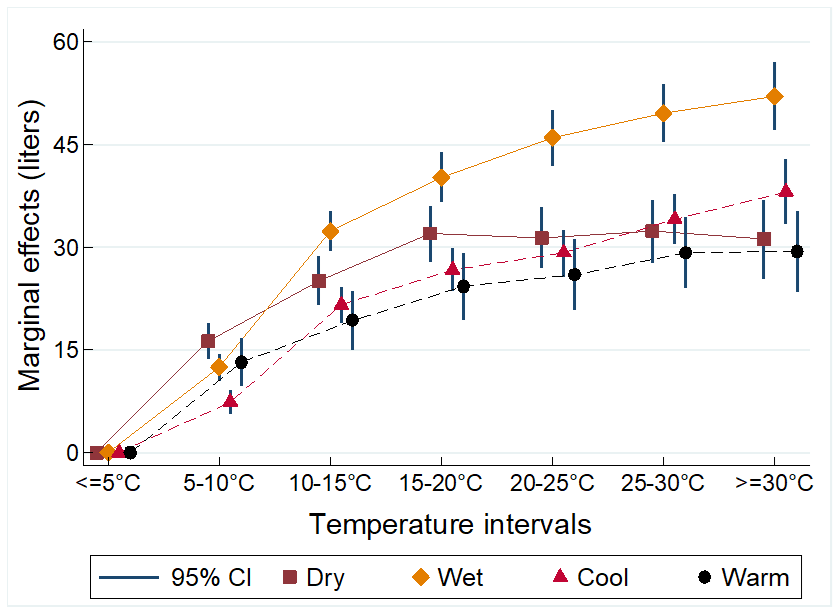 Marginal effects (liters)
60
45
30
15
0
<=5°C 5-10°C 10-15°C 15-20°C 20-25°C 25-30°C >=30°C
Temperature intervals
95% CI Dry Wet Cool Warm